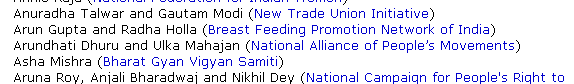 Anuradha Talwar and Gautam Modi (New Trade Union Initiative)
Arun Gupta and Radha Holla (Breast Feeding Promotion Network of India)
Arundhati Dhuru and Ulka Mahajan (National Alliance of People’s Movements)
Asha Mishra (Bharat Gyan Vigyan Samiti)
Aruna Roy, Anjali Bharadwaj and Nikhil Dey (National Campaign for People's Right to